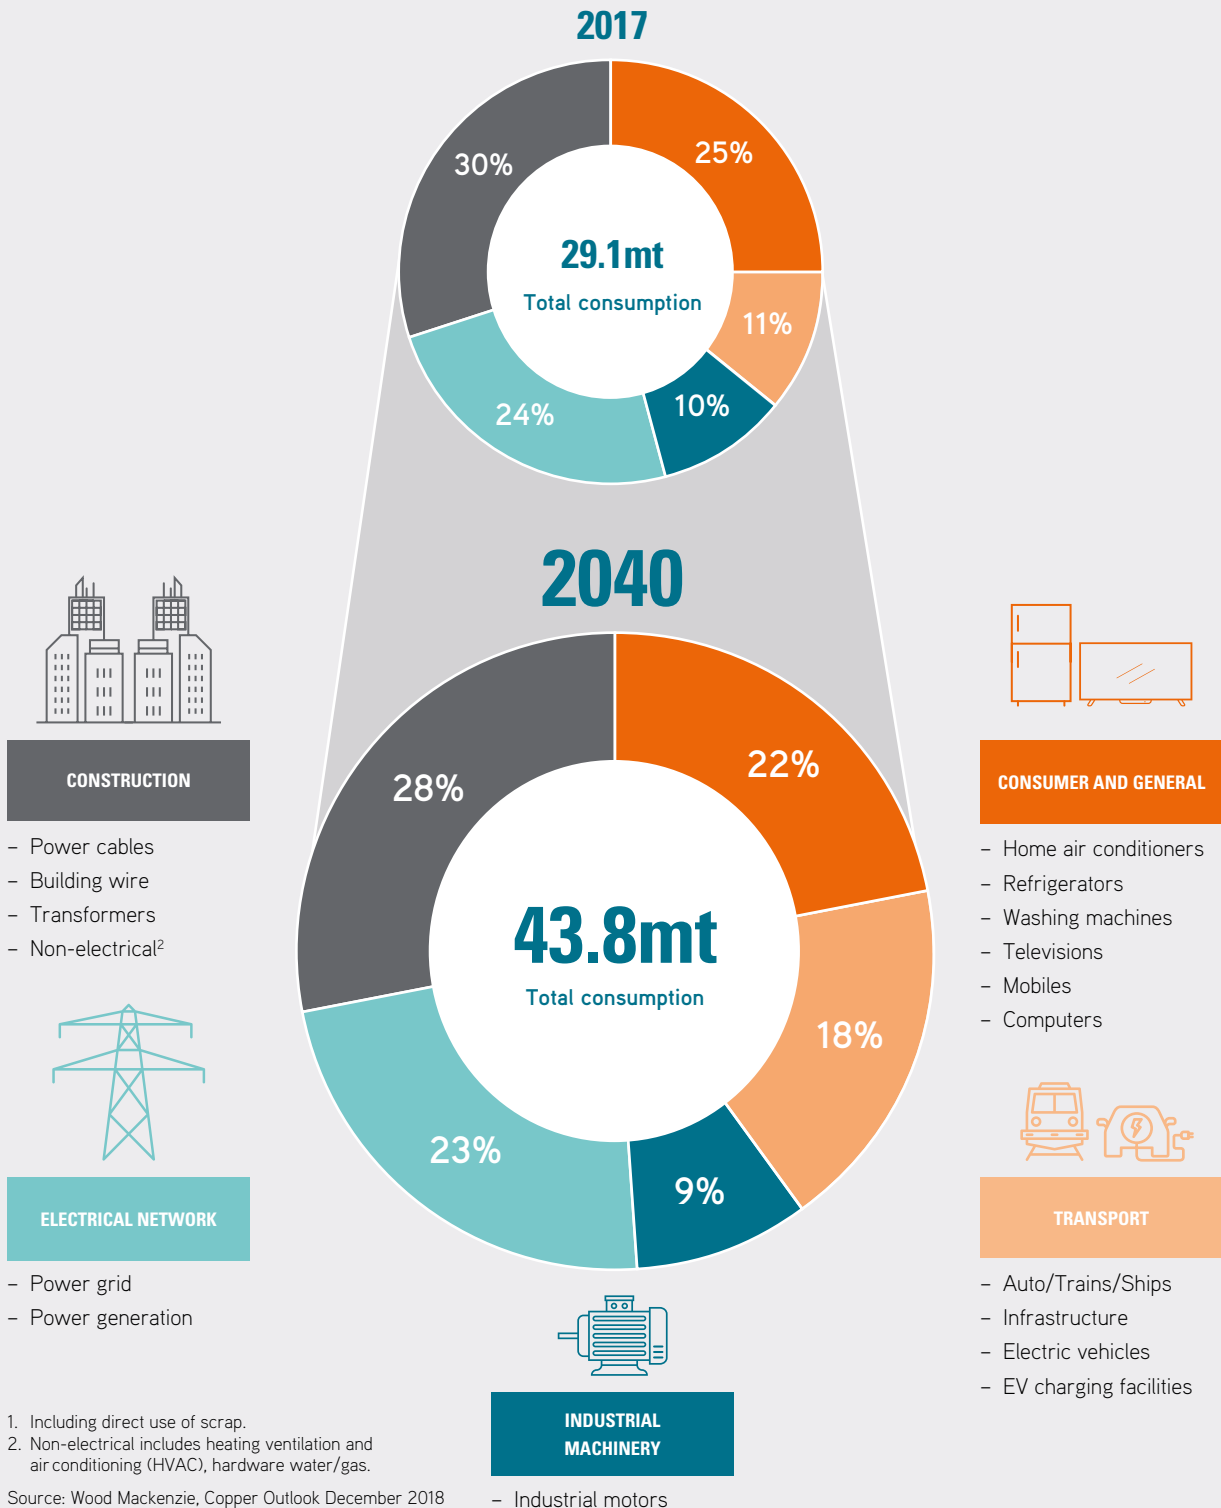 2017
30%
25%
29.1mt
Total consumption
11%
10%
24%
2040
28%
22%
43.8mt
Total consumption
18%
23%
9%
CONSTRUCTION
– Power cables
– Building wire
– Transformers
– Non-electrical²
ELECTRICAL NETWORK
– Power grid
– Power generation
CONSUMER AND GENERAL
– Home air conditioners
– Refrigerators
– Washing machines
– Televisions
– Mobiles
– Computers
TRANSPORT
– Auto/Trains/Ships
– Infrastructure
– Electric vehicles
– EV charging facilities
INDUSTRIAL
MACHINERY
– Industrial motors
1. Including direct use of scrap.
2. Non-electrical includes heating ventilation and
air conditioning (HVAC), hardware water/gas.
Source: Wood Mackenzie, Copper Outlook December 2018